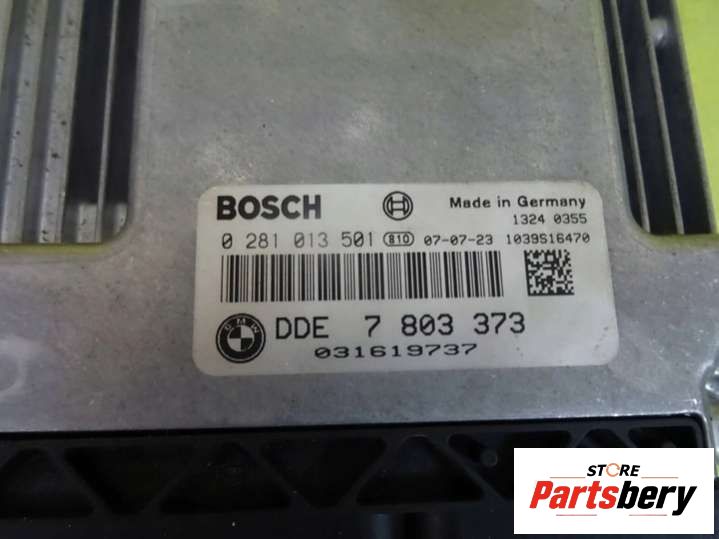 BOSCH
Made in Germany
1324 0355
0 281 013 501 810 07-07-23 1039S16470
BMW DDE 7 803 373
031619737
STORE
Partsbery